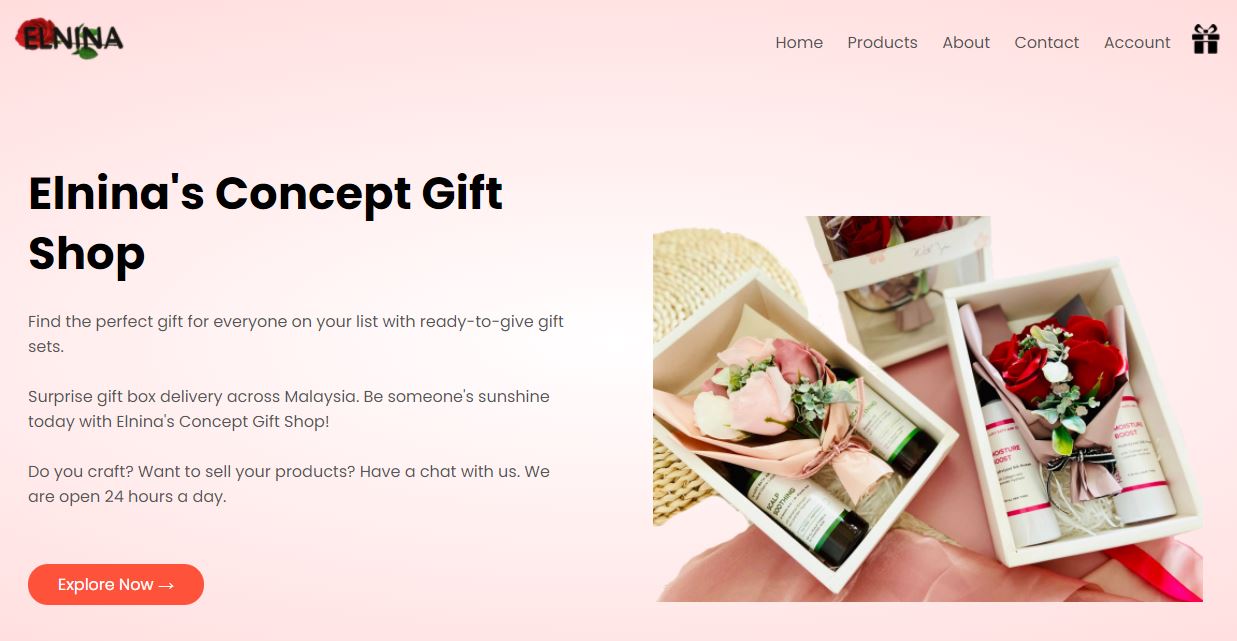 ELNINA
Home Products About Contact Account
Elnina's Concept Gift
Shop
Find the perfect gift for everyone on your list with ready-to-give gift
sets.
Surprise gift box delivery across Malaysia. Be someone's sunshine
today with Elnina's Concept Gift Shop!
Do you craft? Want to sell your products? Have a chat with us. We
are open 24 hours a day.
Explore Now →
SCALP
SOOTHING
MOISTURE
BOOST
MOISTURE
BOOST